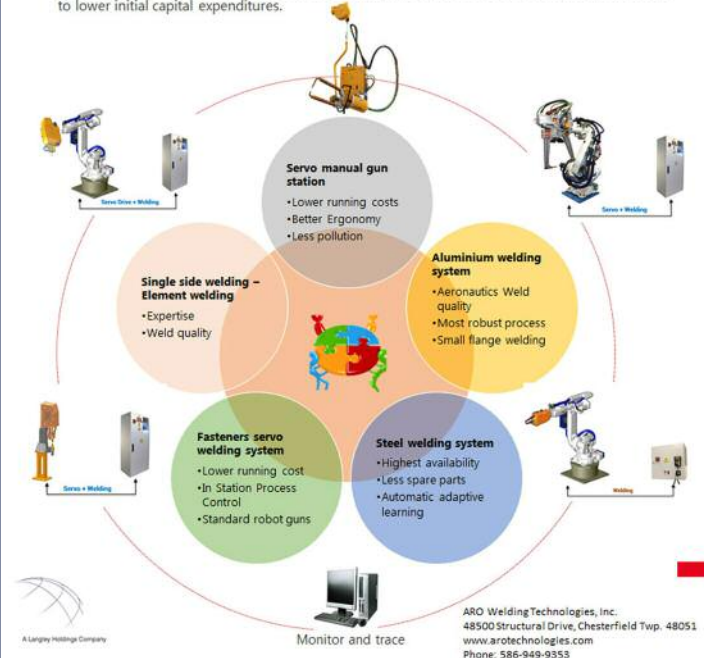 to lower initial capital expenditures.
Servo Drive + Welding
Servo + Welding
Servo manual gun
station
•Lower running costs
•Better Ergonomy
•Less pollution
Single side welding –
Element welding
•Expertise
•Weld quality
Aluminium welding
system
•Aeronautics Weld
quality
•Most robust process
•Small flange welding
Fasteners servo
welding system
•Lower running cost
•In Station Process
Control
•Standard robot guns
Steel welding system
•Highest availability
•Less spare parts
•Automatic adaptive
learning
Servo + Welding
Welding
Monitor and trace
A Langley Holdings Company
ARO Welding Technologies, Inc.
48500 Structural Drive, Chesterfield Twp. 48051
www.arotechnologies.com
Phone: 586-949-9353